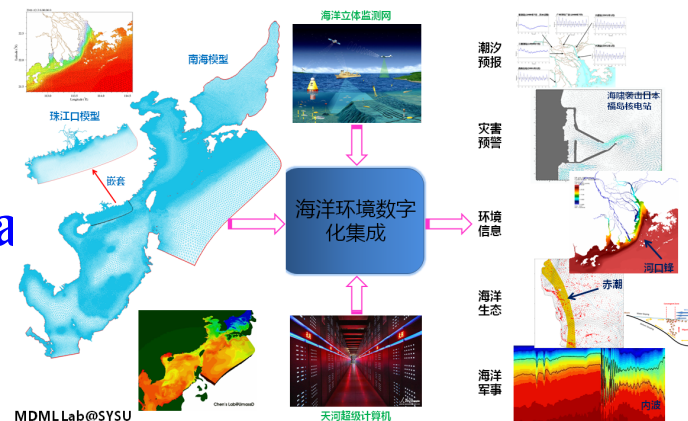 海洋立体监测网
南海模型
珠江口模型
嵌套
a
海洋环境数字
化集成
潮汐
预报
灾害
预警
海啸袭击日本
福岛核电站
环境
信息
河口锋
海洋
生态
赤潮
海洋
军事
内波
天河超级计算机
MDML Lab@SYSU